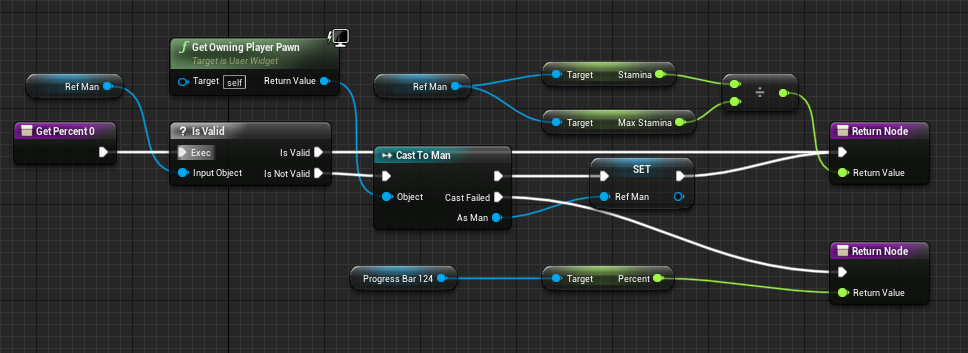 Get Owning Player Pawn
Target is User Widget
Target self Return Value
Ref Man
Get Percent 0
? Is Valid
Exec Is Valid
Input Object Is Not Valid
Ref Man
Target Stamina
Target Max Stamina
÷
Cast To Man
Object
Cast Failed
As Man
SET
Ref Man
Return Node
Return Value
Progress Bar 124
Target Percent
Return Node
Return Value